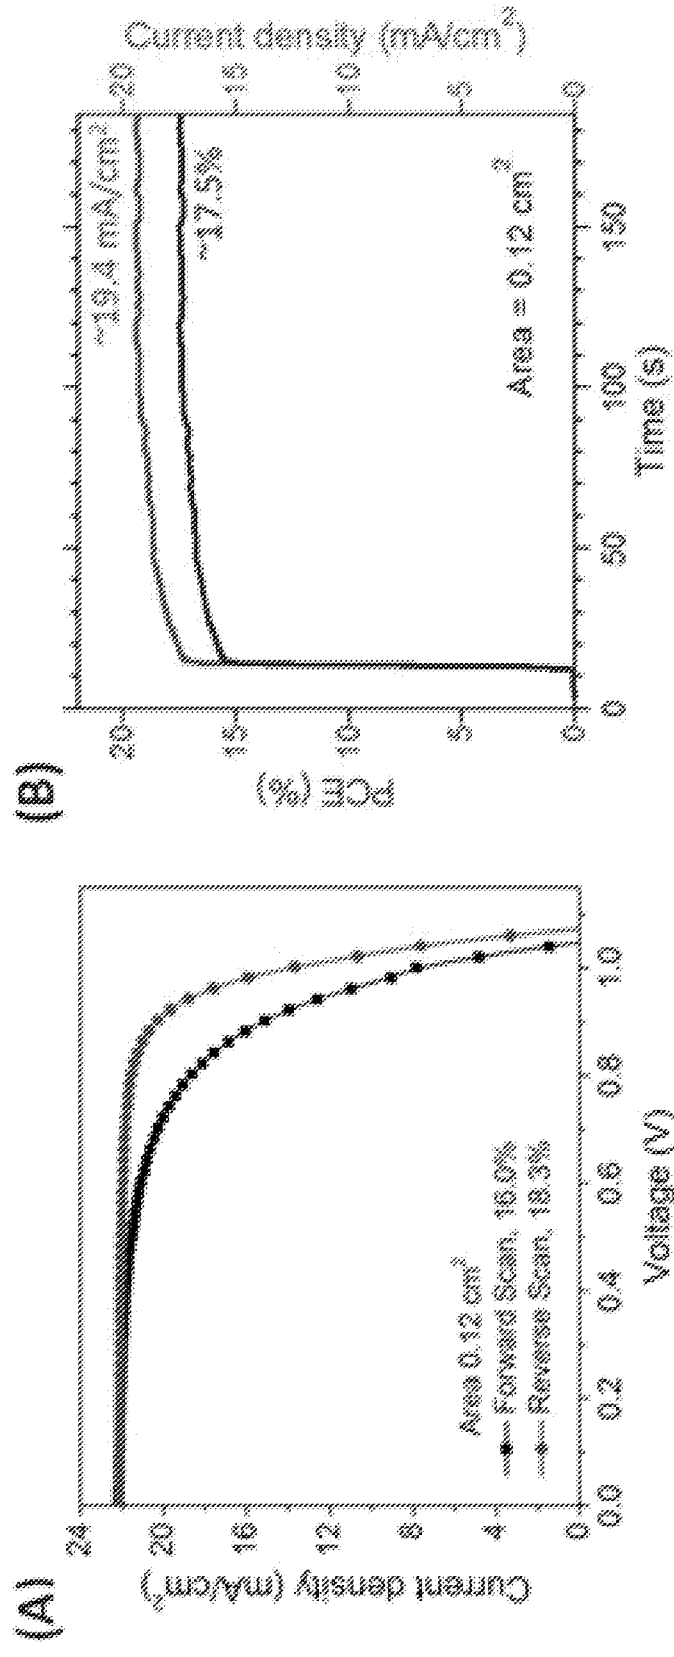 (A)
Current density (mA/cm²)
24
20
16
12
8
4
0
Area 0.12 cm²
Forward Scan, 16.0%
Reverse Scan, 18.3%
0.0
0.2
0.4
0.6
0.8
1.0
Voltage (V)
(B)
PCE (%)
20
15
10
5
0
~19.4 mA/cm²
~17.5%
Area = 0.12 cm²
0
50
100
150
Time (s)
20
15
10
5
0
Current density (mA/cm²)